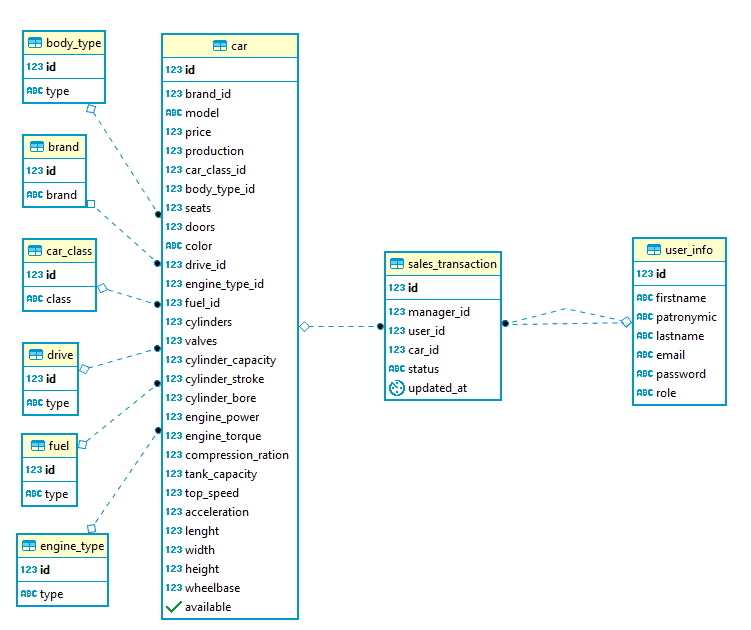 body_type
123 id
ABC type
brand
123 id
ABC brand
car_class
123 id
ABC class
drive
123 id
ABC type
fuel
123 id
ABC type
engine_type
123 id
ABC type
car
123 id
123 brand_id
ABC model
123 price
123 production
123 car_class_id
123 body_type_id
123 seats
123 doors
ABC color
123 drive_id
123 engine_type_id
123 fuel_id
123 cylinders
123 valves
123 cylinder_capacity
123 cylinder_stroke
123 cylinder_bore
123 engine_power
123 engine_torque
123 compression_ration
123 tank_capacity
123 top_speed
123 acceleration
123 lenght
123 width
123 height
123 wheelbase
available
sales_transaction
123 id
123 manager_id
123 user_id
123 car_id
ABC status
updated_at
user_info
123 id
ABC firstname
ABC patronymic
ABC lastname
ABC email
ABC password
ABC role